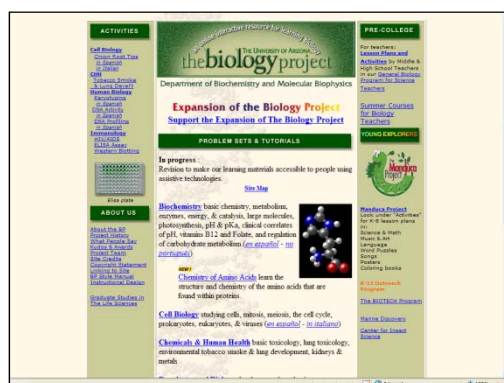 ACTIVITIES
Cell Biology
Onion Root Tips
in Spanish
in Italian
CHH
Tobacco Smoke
& Lung Devel't
Human Biology
Karyotyping
in Spanish
DNA Activity
in Spanish
DNA Profiling
in Spanish
Immunology
HIV/AIDS
ELISA Assay
Western Blotting
Elisa plate
ABOUT US
About the BP
Project History
What People Say
Kudos & Awards
Project Team
Site Credits
Copyright Statement
Linking to Site
BP Style Manual
Instructional Design
Graduate Studies in
The Life Sciences
an online interactive resource for learning biology
THE UNIVERSITY OF ARIZONA
the biology project
Department of Biochemistry and Molecular Biophysics
Expansion of the Biology Project
Support the Expansion of The Biology Project
PROBLEM SETS & TUTORIALS
In progress :
Revision to make our learning materials accessible to people using
assistive technologies.
Site Map
Biochemistry basic chemistry, metabolism,
enzymes, energy, & catalysis, large molecules,
photosynthesis, pH & pKa, clinical correlates
of pH, vitamin B12 and Folate, and regulation
of carbohydrate metabolism.(en español - no
português)
NEW!
Chemistry of Amino Acids learn the
structure and chemistry of the amino acids that are
found within proteins.
Cell Biology studying cells, mitosis, meiosis, the cell cycle,
prokaryotes, eukaryotes, & viruses (en español - in italiano)
Chemicals & Human Health basic toxicology, lung toxicology,
environmental tobacco smoke & lung development, kidneys &
metals
PRE-COLLEGE
For teachers:
Lesson Plans and
Activities by Middle &
High School Teachers
in our General Biology
Program for Science
Teachers
Summer Courses
for Biology
Teachers
YOUNG EXPLORERS
The
Manduca
Project
Manduca Project
Look under "Activities"
for K-8 lesson plans
in:
Science & Math
Music & Art
Language
Word Puzzles
Songs
Posters
Coloring books
K-12 Outreach
Program
The BIOTECH Program
Marine Discovery
Center for Insect
Science